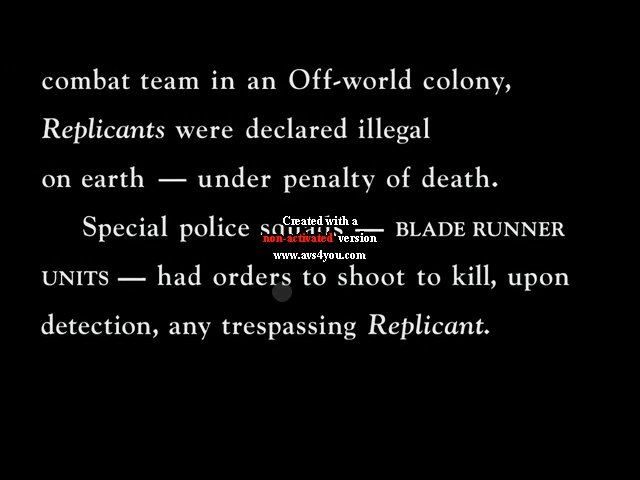 combat team in an Off-world colony,
Replicants were declared illegal
on earth — under penalty of death.
Special police squads — BLADE RUNNER
UNITS — had orders to shoot to kill, upon
detection, any trespassing Replicant.
Created with a
non-activated version
www.avs4you.com